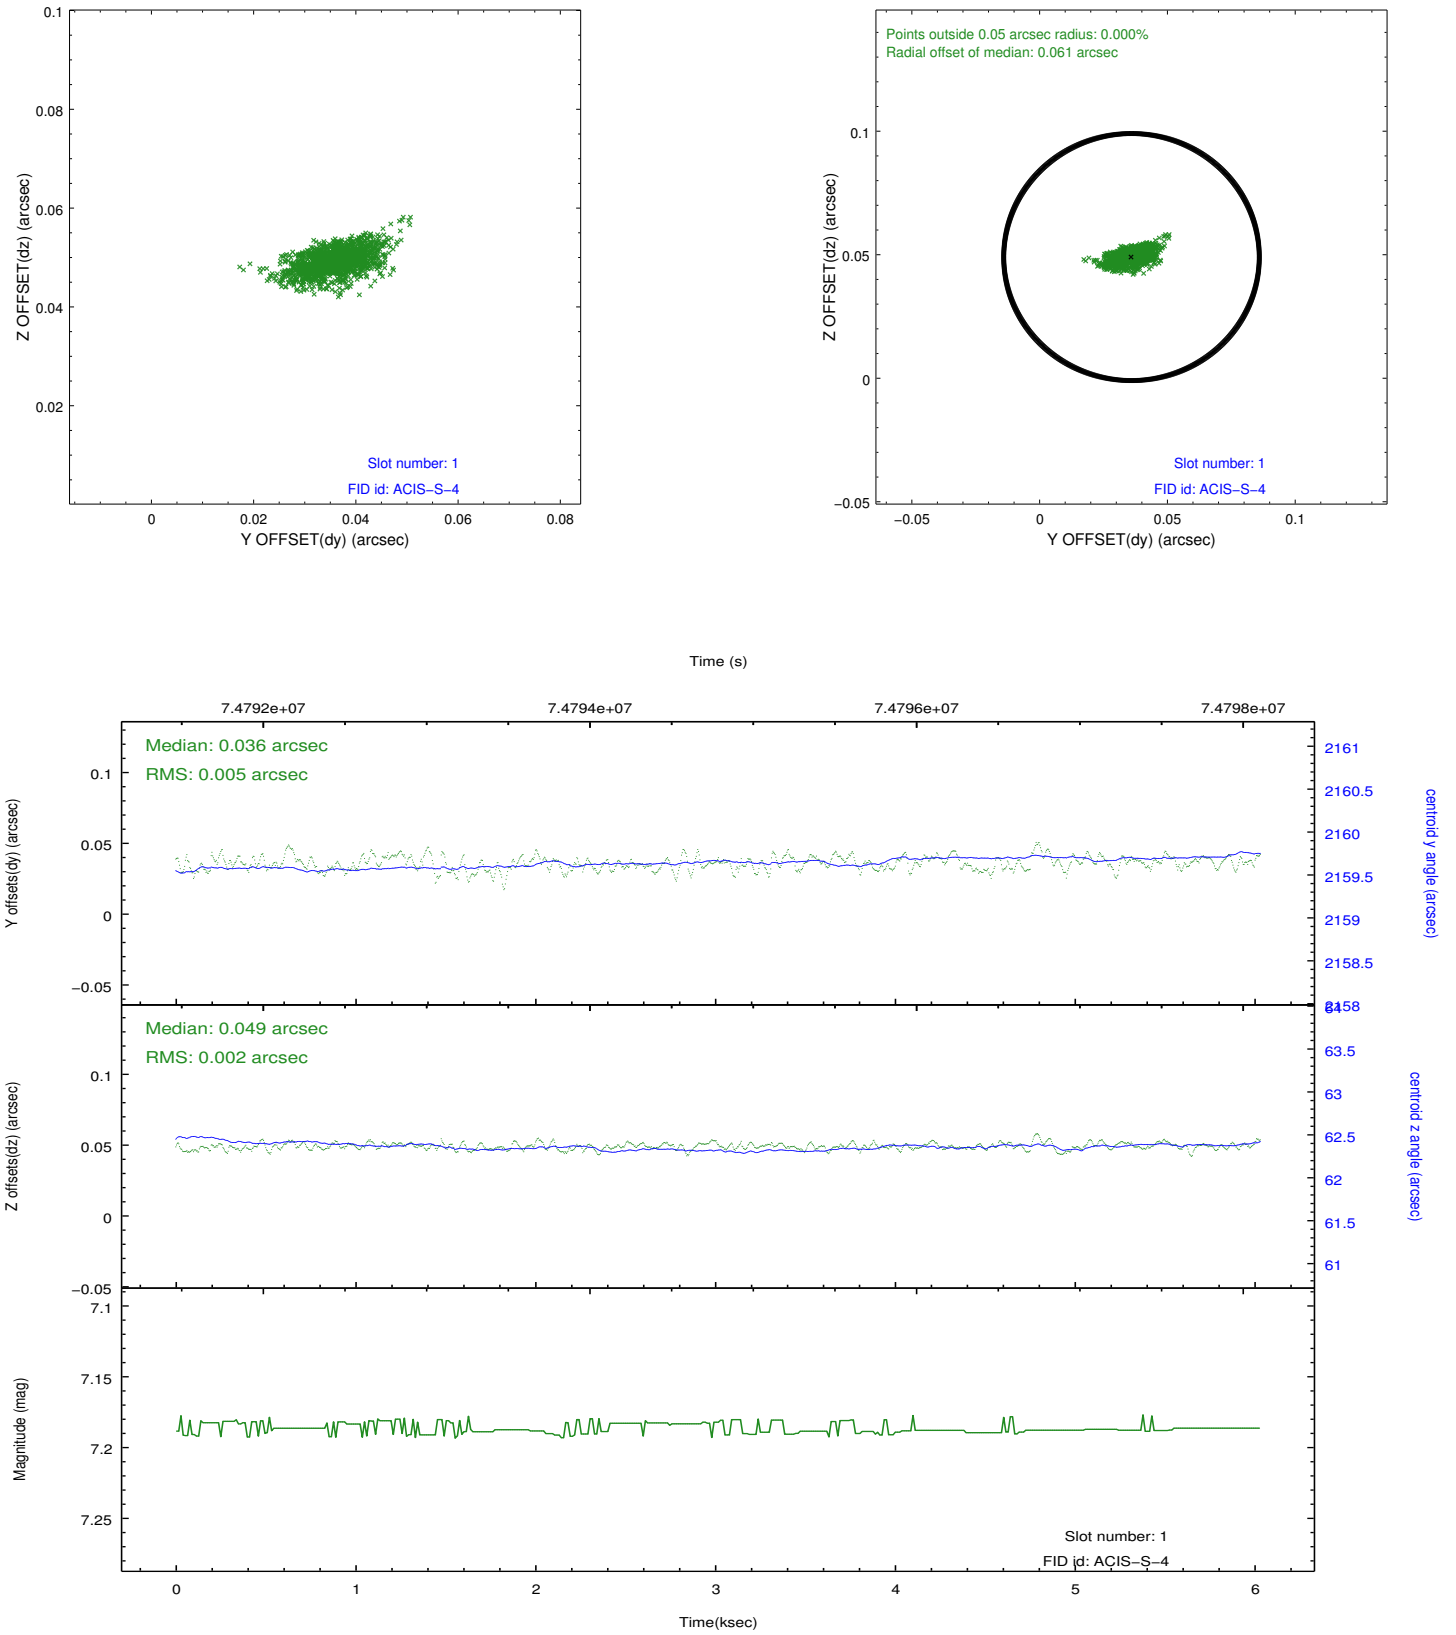 0.1
0.08
0.06
0.04
0.02
Z OFFSET(dz) (arcsec)
Slot number: 1
FID id: ACIS−S−4
0 0.02 0.04 0.06 0.08
Y OFFSET(dy) (arcsec)
Points outside 0.05 arcsec radius: 0.000%
Radial offset of median: 0.061 arcsec
0.1
0.05
0
−0.05
Z OFFSET(dz) (arcsec)
Slot number: 1
FID id: ACIS−S−4
−0.05 0 0.05 0.1
Y OFFSET(dy) (arcsec)
Time (s)
7.4792e+07 7.4794e+07 7.4796e+07 7.4798e+07
Median: 0.036 arcsec
RMS: 0.005 arcsec
0.1
0.05
0
−0.05
Y offsets(dy) (arcsec)
2161
2160.5
2160
2159.5
2159
2158.5
2158
centroid y angle (arcsec)
Median: 0.049 arcsec
RMS: 0.002 arcsec
0.1
0.05
0
−0.05
Z offsets(dz) (arcsec)
64
63.5
63
62.5
62
61.5
61
centroid z angle (arcsec)
7.1
7.15
7.2
7.25
Magnitude (mag)
Slot number: 1
FID id: ACIS−S−4
0 1 2 3 4 5 6
Time(ksec)